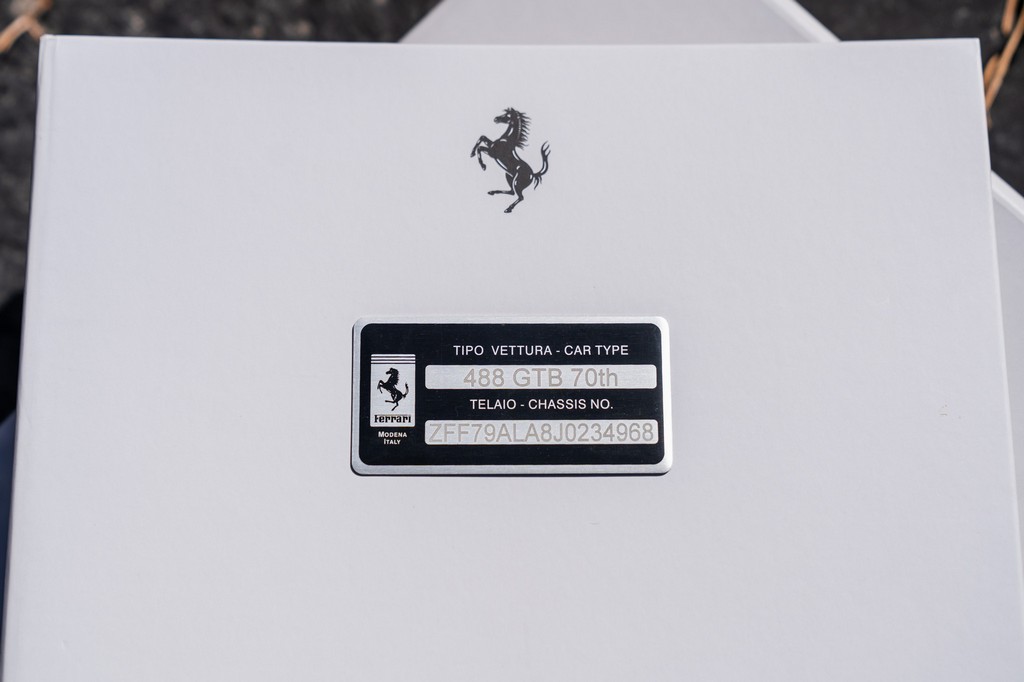 TIPO VETTURA - CAR TYPE
488 GTB 70th
TELAIO - CHASSIS NO.
ZFF79ALA8J0234968
Ferrari
MODENA
ITALY